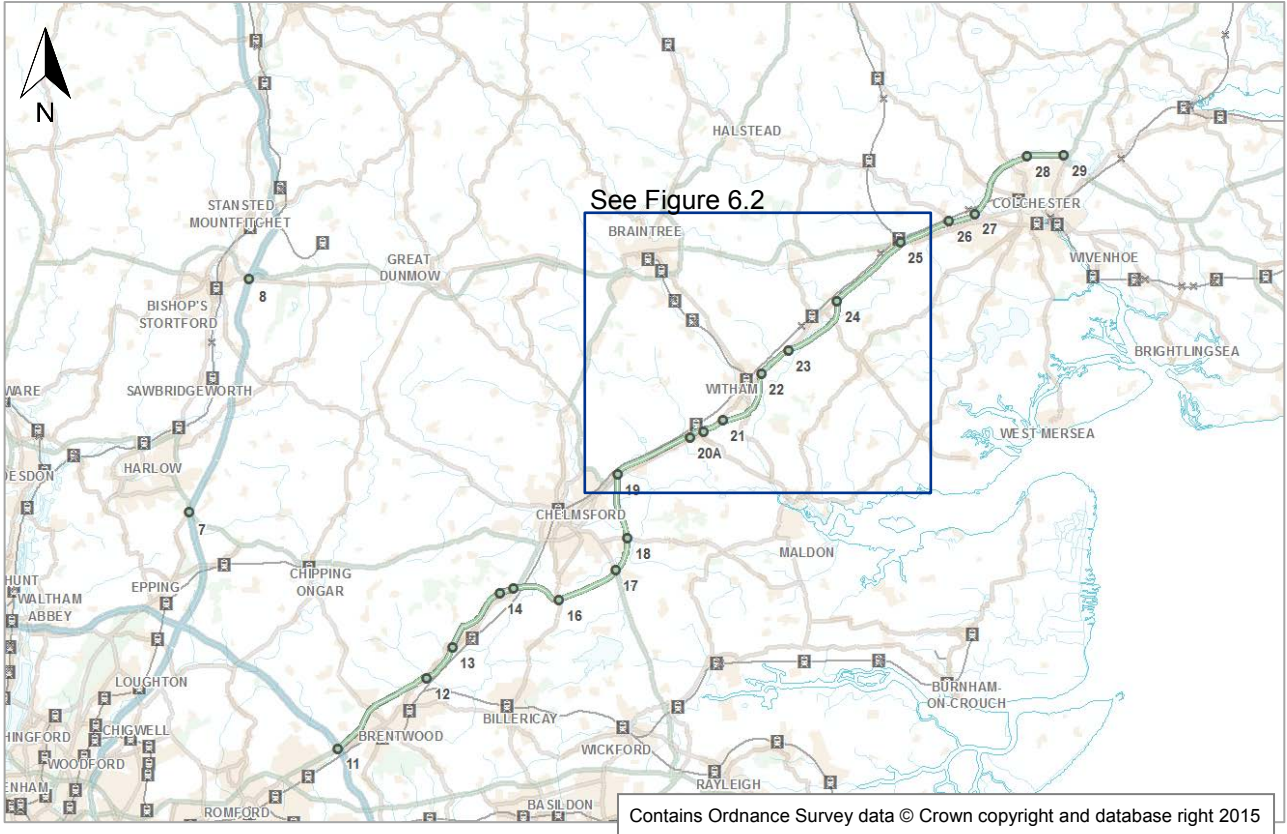 N
HALSTEAD
See Figure 6.2
BRAINTREE
STANSTED
MOUNTFITCHET
GREAT
DUNMOW
BISHOP'S
STORTFORD
8
28
29
COLCHESTER
26
27
25
WIVENHOE
24
BRIGHTLINGSEA
23
22
WITHAM
SAWBRIDGEWORTH
WARE
21
20A
WEST MERSEA
HARLOW
DESDON
19
CHELMSFORD
7
18
MALDON
17
EPPING
CHIPPING
ONGAR
HUNT
WALTHAM
ABBEY
14
16
13
12
LOUGHTON
BURNHAM-
ON-CROUCH
BILLERICAY
CHIGWELL
BRENTWOOD
11
WICKFORD
HINGFORD
WOODFORD
RAYLEIGH
ENHAM
ROMFORD
BASILDON
Contains Ordnance Survey data © Crown copyright and database right 2015